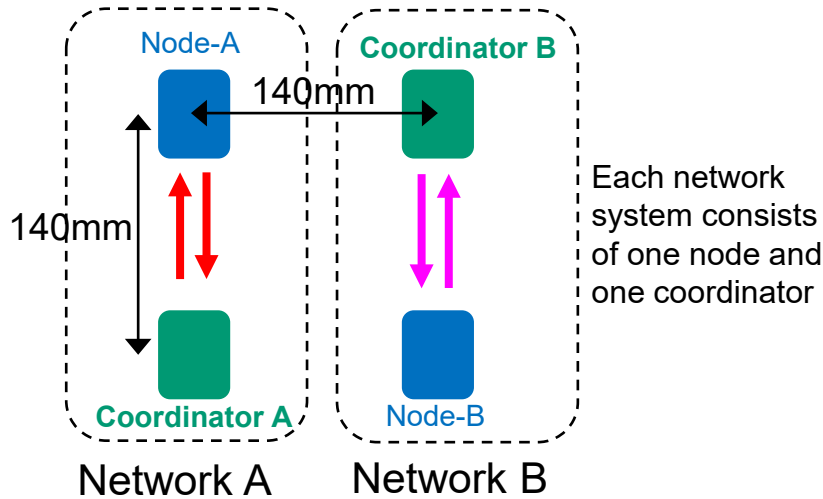 Node-A
Coordinator B
140mm
140mm
Each network
system consists
of one node and
one coordinator
Coordinator A
Node-B
Network A
Network B